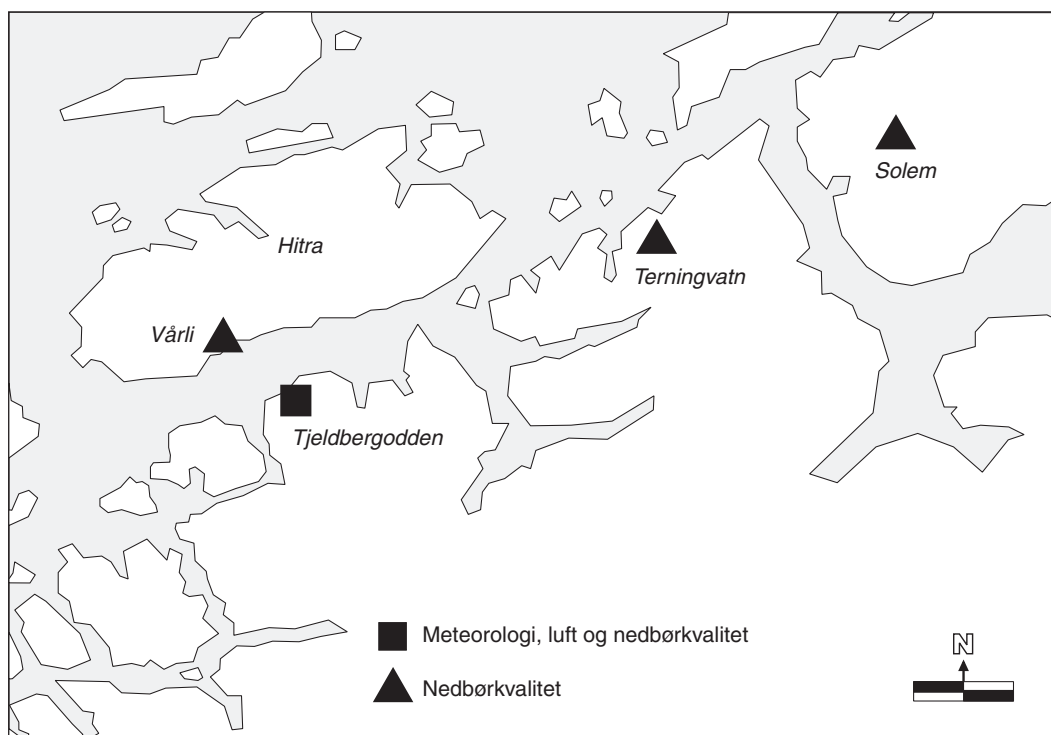 Solem
Terningvatn
Hitra
Vårli
Tjeldbergodden
Meteorologi, luft og nedbørkvalitet
Nedbørkvalitet
N